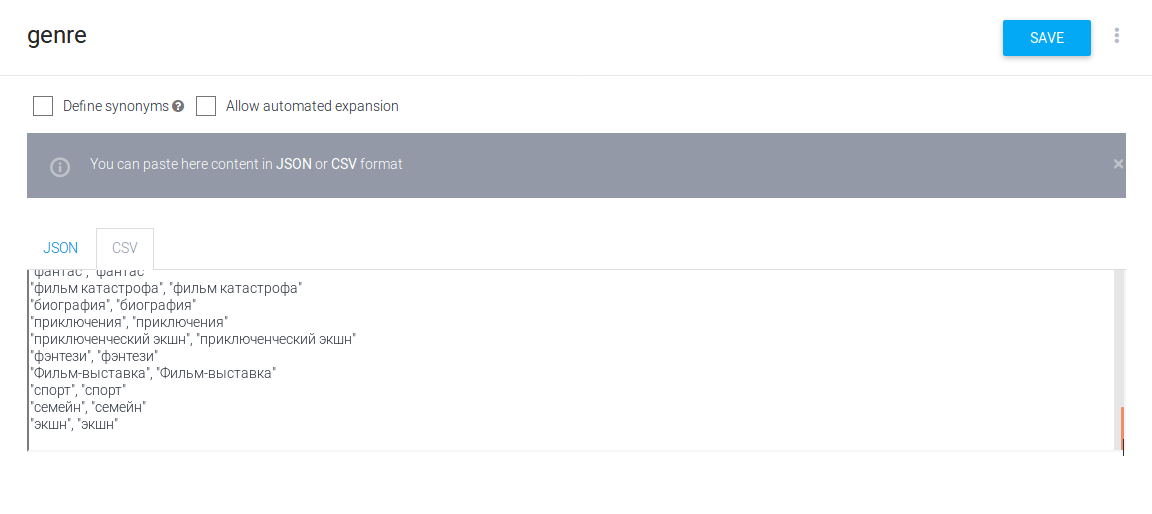 genre
SAVE
Define synonyms
Allow automated expansion
You can paste here content in JSON or CSV format
JSON
CSV
"фантас", "фантас"
"фильм катастрофа", "фильм катастрофа"
"биография", "биография"
"приключения", "приключения"
"приключенческий экшн", "приключенческий экшн"
"фэнтези", "фэнтези"
"Фильм-выставка", "Фильм-выставка"
"спорт", "спорт"
"семейн", "семейн"
"экшн", "экшн"